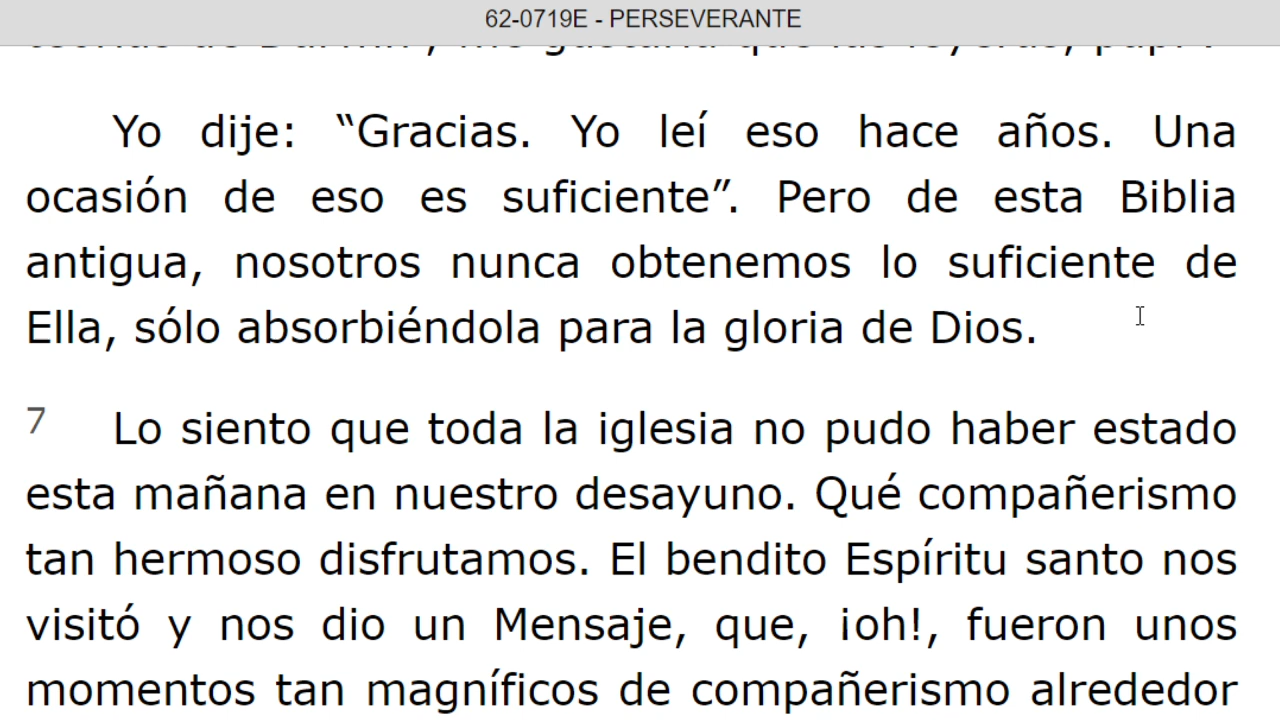 62-0719E - PERSEVERANTE
Yo dije: “Gracias. Yo leí eso hace años. Una
ocasión de eso es suficiente”. Pero de esta Biblia
antigua, nosotros nunca obtenemos lo suficiente de
Ella, sólo absorbiéndola para la gloria de Dios.
7 Lo siento que toda la iglesia no pudo haber estado
esta mañana en nuestro desayuno. Qué compañerismo
tan hermoso disfrutamos. El bendito Espíritu santo nos
visitó y nos dio un Mensaje, que, ¡oh!, fueron unos
momentos tan magníficos de compañerismo alrededor